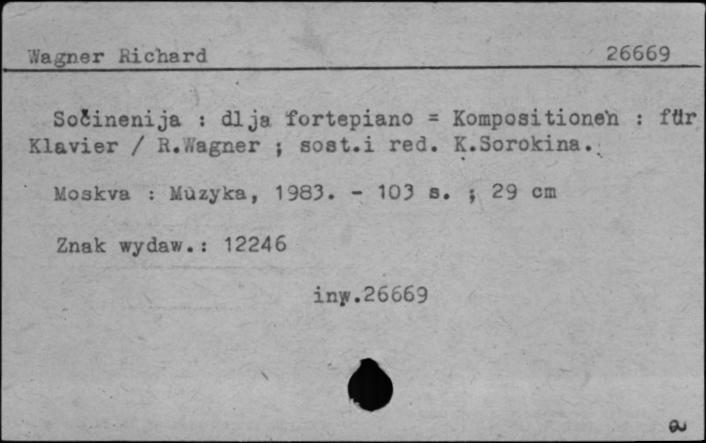 Wagner Richard 26669
Sočinenija : dlja fortepiano = Kompositionen : für
Klavier / R.Wagner ; sost.i red. K.Sorokina.
Moskva : Muzyka, 1983. - 103 s. ; 29 cm
Znak wydaw.: 12246
inw.26669